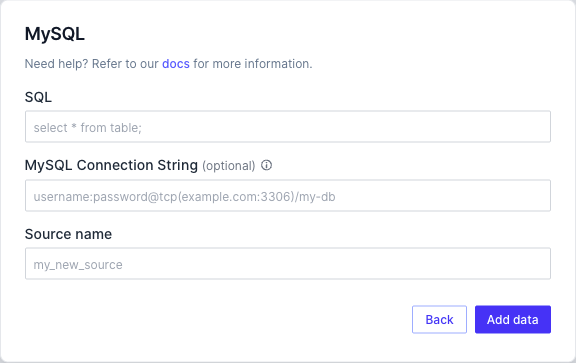 MySQL
Need help? Refer to our docs for more information.
SQL
select * from table;
MySQL Connection String (optional)
username:password@tcp(example.com:3306)/my-db
Source name
my_new_source
Back Add data